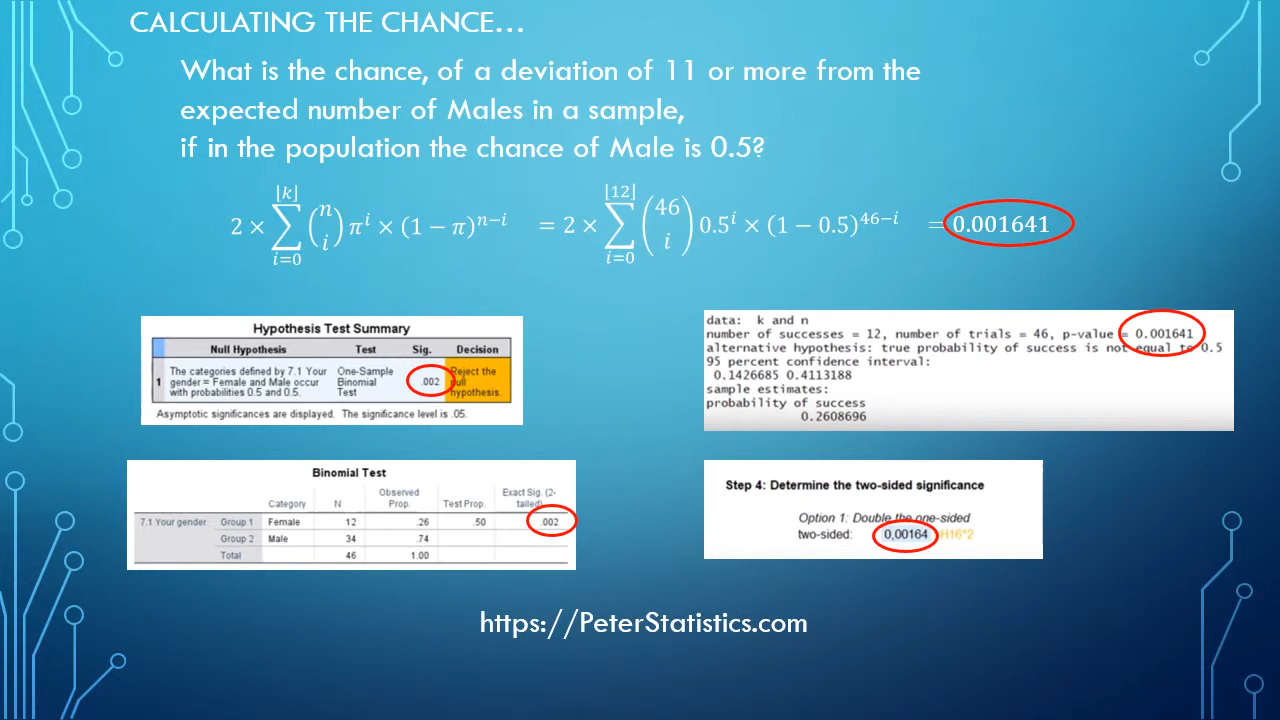 CALCULATING THE CHANCE...
What is the chance, of a deviation of 11 or more from the
expected number of Males in a sample,
if in the population the chance of Male is 0.5?
2 × ∑_{i=0}^{⌊k⌋} (n i) π^i × (1 − π)^{n−i} = 2 × ∑_{i=0}^{⌊12⌋} (46 i) 0.5^i × (1 − 0.5)^{46−i} = 0.001641
Hypothesis Test Summary
Null Hypothesis Test Sig. Decision
1 The categories defined by 7.1 Your gender = Female and Male occur with probabilities 0.5 and 0.5. One-Sample Binomial Test .002 Reject the null hypothesis.
Asymptotic significances are displayed. The significance level is .05.
data: k and n
number of successes = 12, number of trials = 46, p-value = 0.001641
alternative hypothesis: true probability of success is not equal to 0.5
95 percent confidence interval:
0.1426685 0.4113188
sample estimates:
probability of success
0.2608696
Binomial Test
Category N Observed Prop. Test Prop. Exact Sig. (2-tailed)
7.1 Your gender Group 1 Female 12 .26 .50 .002
Group 2 Male 34 .74
Total 46 1.00
Step 4: Determine the two-sided significance
Option 1: Double the one-sided
two-sided: 0,00164 H16*2
https://PeterStatistics.com